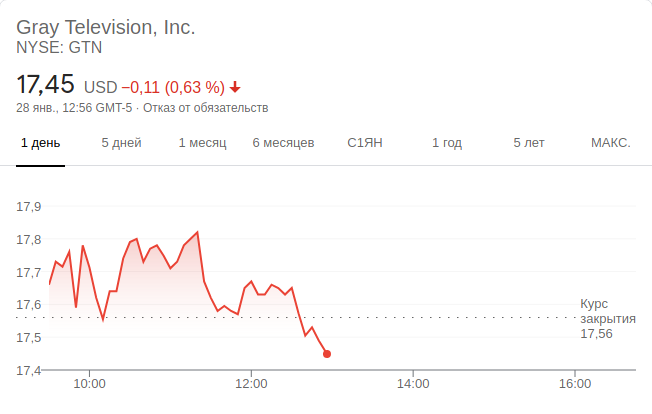 Gray Television, Inc.
NYSE: GTN
17,45 USD −0,11 (0,63 %)
28 янв., 12:56 GMT-5 · Отказ от обязательств
1 день 5 дней 1 месяц 6 месяцев С1ЯН 1 год 5 лет МАКС.
17,9
17,8
17,7
17,6
17,5
17,4
Курс
закрытия
17,56
10:00 12:00 14:00 16:00